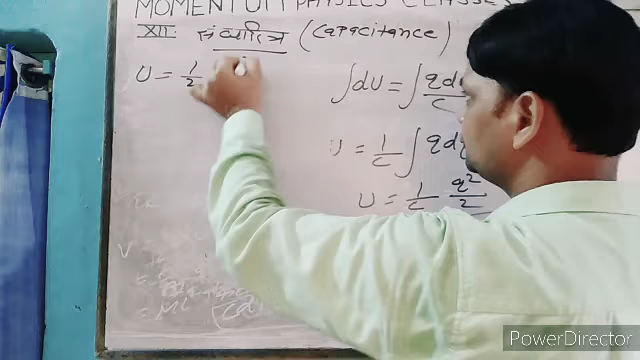 MOMENTUM PHYSICS CLASSES
XII संधारित्र (Capacitance)
U = 1/2
∫dU = ∫ qdq/C
U = 1/C ∫ qdq
U = 1/C q²/2
V
PowerDirector